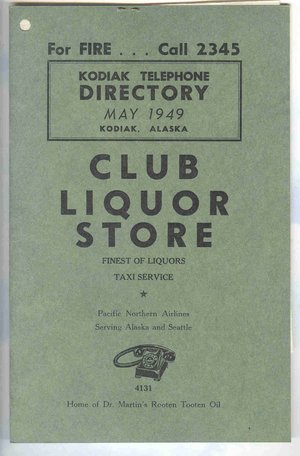 For FIRE . . . Call 2345
KODIAK TELEPHONE
DIRECTORY
MAY 1949
KODIAK, ALASKA
CLUB
LIQUOR
STORE
FINEST OF LIQUORS
TAXI SERVICE
★
Pacific Northern Airlines
Serving Alaska and Seattle
4131
Home of Dr. Martin's Rooten Tooten Oil